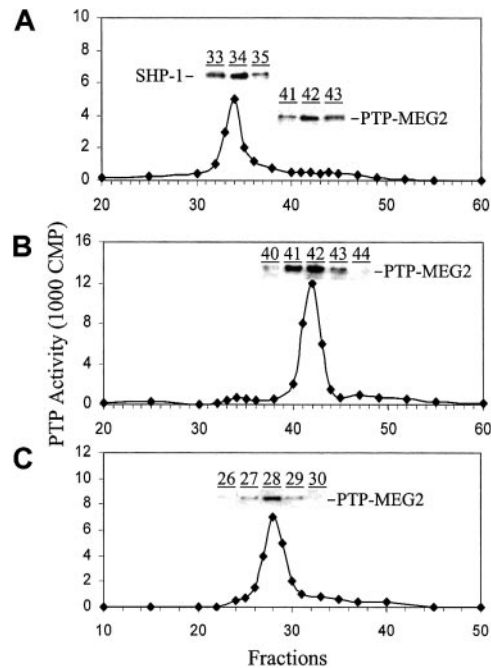 A
10
8
6
4
2
0
33 34 35
SHP-1-
41 42 43
-PTP-MEG2
20 30 40 50 60
B
16
12
8
4
0
40 41 42 43 44
-PTP-MEG2
20 30 40 50 60
PTP Activity (1000 CMP)
C
12
10
8
6
4
2
0
26 27 28 29 30
-PTP-MEG2
10 20 30 40 50
Fractions